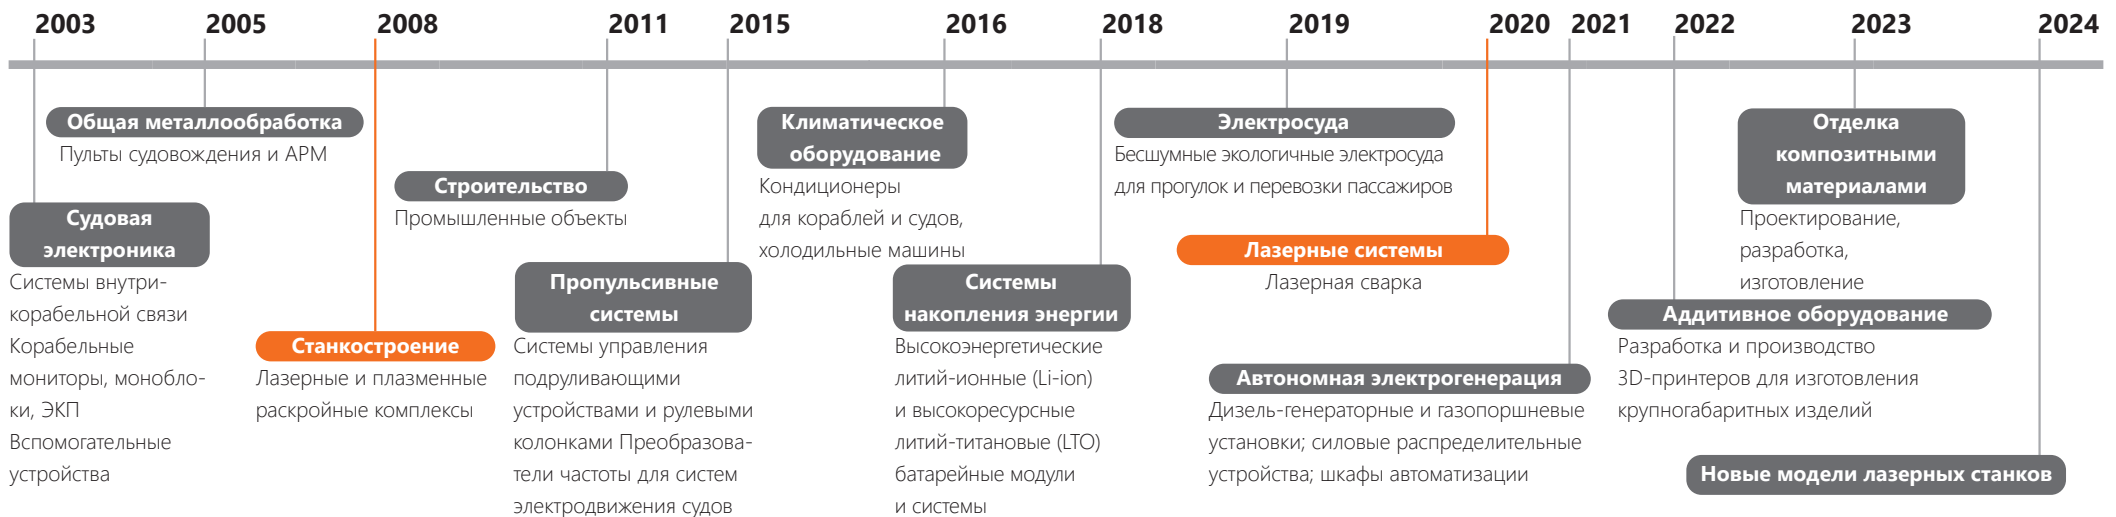 2003
2005
2008
2011
2015
2016
2018
2019
2020
2021
2022
2023
2024
Общая металлообработка
Пульты судовождения и АРМ
Судовая
электроника
Системы внутри-
корабельной связи
Корабельные
мониторы, монобло-
ки, ЭКП
Вспомогательные
устройства
Станкостроение
Лазерные и плазменные
раскройные комплексы
Строительство
Промышленные объекты
Пропульсивные
системы
Системы управления
подруливающими
устройствами и рулевыми
колонками Преобразова-
тели частоты для систем
электродвижения судов
Климатическое
оборудование
Кондиционеры
для кораблей и судов,
холодильные машины
Системы
накопления энергии
Высокоэнергетические
литий-ионные (Li-ion)
и высокоресурсные
литий-титановые (LTO)
батарейные модули
и системы
Электросуда
Бесшумные экологичные электросуда
для прогулок и перевозки пассажиров
Лазерные системы
Лазерная сварка
Автономная электрогенерация
Дизель-генераторные и газопоршневые
установки; силовые распределительные
устройства; шкафы автоматизации
Отделка
композитными
материалами
Проектирование,
разработка,
изготовление
Аддитивное оборудование
Разработка и производство
3D-принтеров для изготовления
крупногабаритных изделий
Новые модели лазерных станков